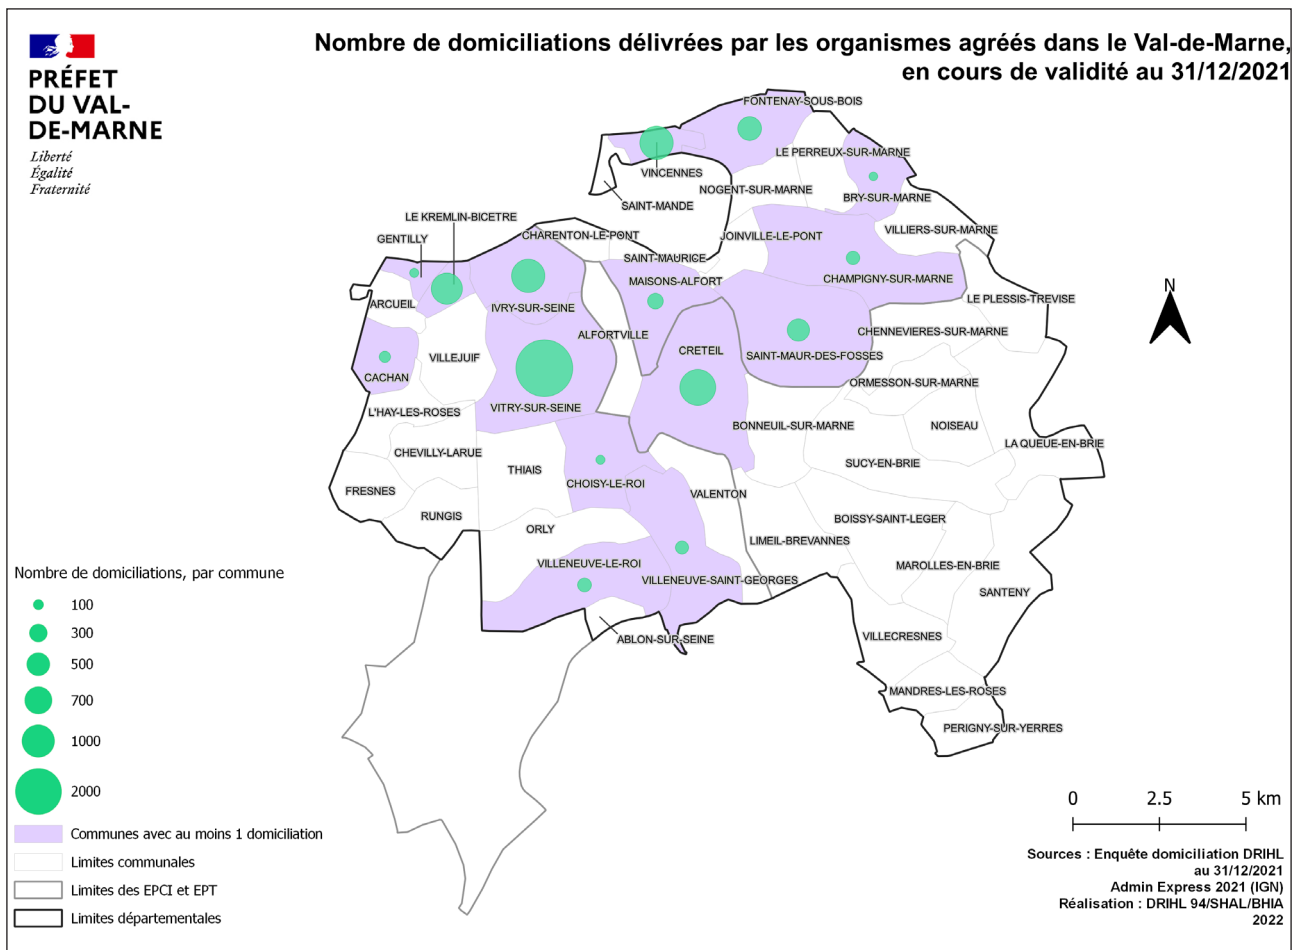 Nombre de domiciliations délivrées par les organismes agréés dans le Val-de-Marne,
en cours de validité au 31/12/2021
PRÉFET
DU VAL-
DE-MARNE
Liberté
Égalité
Fraternité
FONTENAY-SOUS-BOIS
LE PERREUX-SUR-MARNE
VINCENNES
NOGENT-SUR-MARNE
BRY-SUR-MARNE
SAINT-MANDE
LE KREMLIN-BICETRE
GENTILLY
CHARENTON-LE-PONT
JOINVILLE-LE-PONT
VILLIERS-SUR-MARNE
SAINT-MAURICE
MAISONS-ALFORT
CHAMPIGNY-SUR-MARNE
ARCUEIL
IVRY-SUR-SEINE
LE PLESSIS-TREVISE
ALFORTVILLE
CHENNEVIERES-SUR-MARNE
VILLEJUIF
CRETEIL
SAINT-MAUR-DES-FOSSES
CACHAN
ORMESSON-SUR-MARNE
L'HAY-LES-ROSES
VITRY-SUR-SEINE
BONNEUIL-SUR-MARNE
NOISEAU
LA QUEUE-EN-BRIE
CHEVILLY-LARUE
SUCY-EN-BRIE
THIAIS
CHOISY-LE-ROI
FRESNES
VALENTON
RUNGIS
ORLY
BOISSY-SAINT-LEGER
LIMEIL-BREVANNES
VILLENEUVE-LE-ROI
MAROLLES-EN-BRIE
VILLENEUVE-SAINT-GEORGES
SANTENY
ABLON-SUR-SEINE
VILLECRESNES
MANDRES-LES-ROSES
PERIGNY-SUR-YERRES
N
Nombre de domiciliations, par commune
100
300
500
700
1000
2000
Communes avec au moins 1 domiciliation
Limites communales
Limites des EPCI et EPT
Limites départementales
0 2.5 5 km
Sources : Enquête domiciliation DRIHL
au 31/12/2021
Admin Express 2021 (IGN)
Réalisation : DRIHL 94/SHAL/BHIA
2022